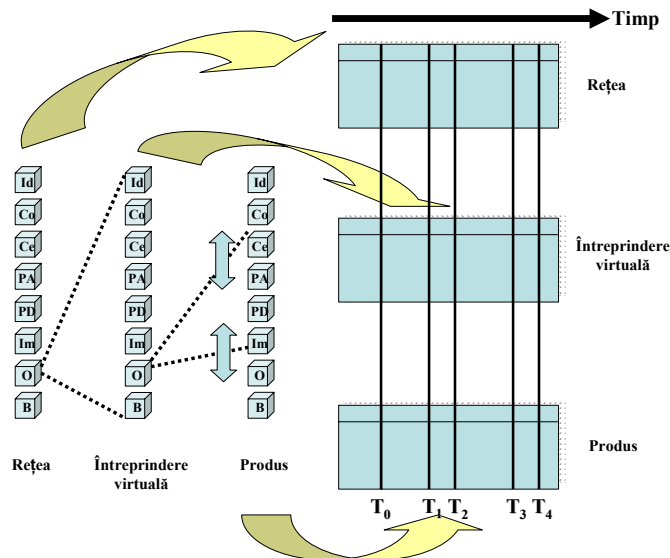 Timp
Rețea
Întreprindere
virtuală
Produs
T0 T1 T2 T3 T4
Id Id Id
Co Co Co
Ce Ce Ce
PA PA PA
PD PD PD
Im Im Im
O O O
B B B
Rețea Întreprindere Produs
virtuală